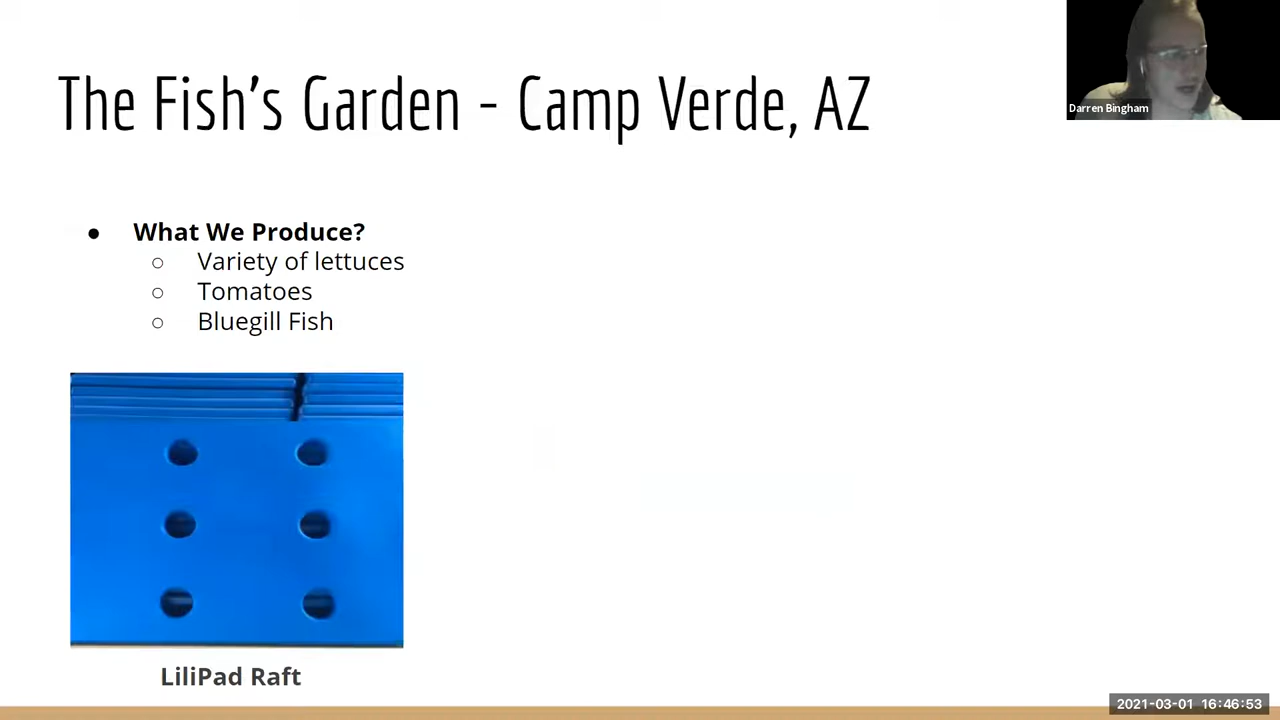 The Fish's Garden - Camp Verde, AZ
Darren Bingham
● What We Produce?
○ Variety of lettuces
○ Tomatoes
○ Bluegill Fish
LiliPad Raft
2021-03-01 16:46:53